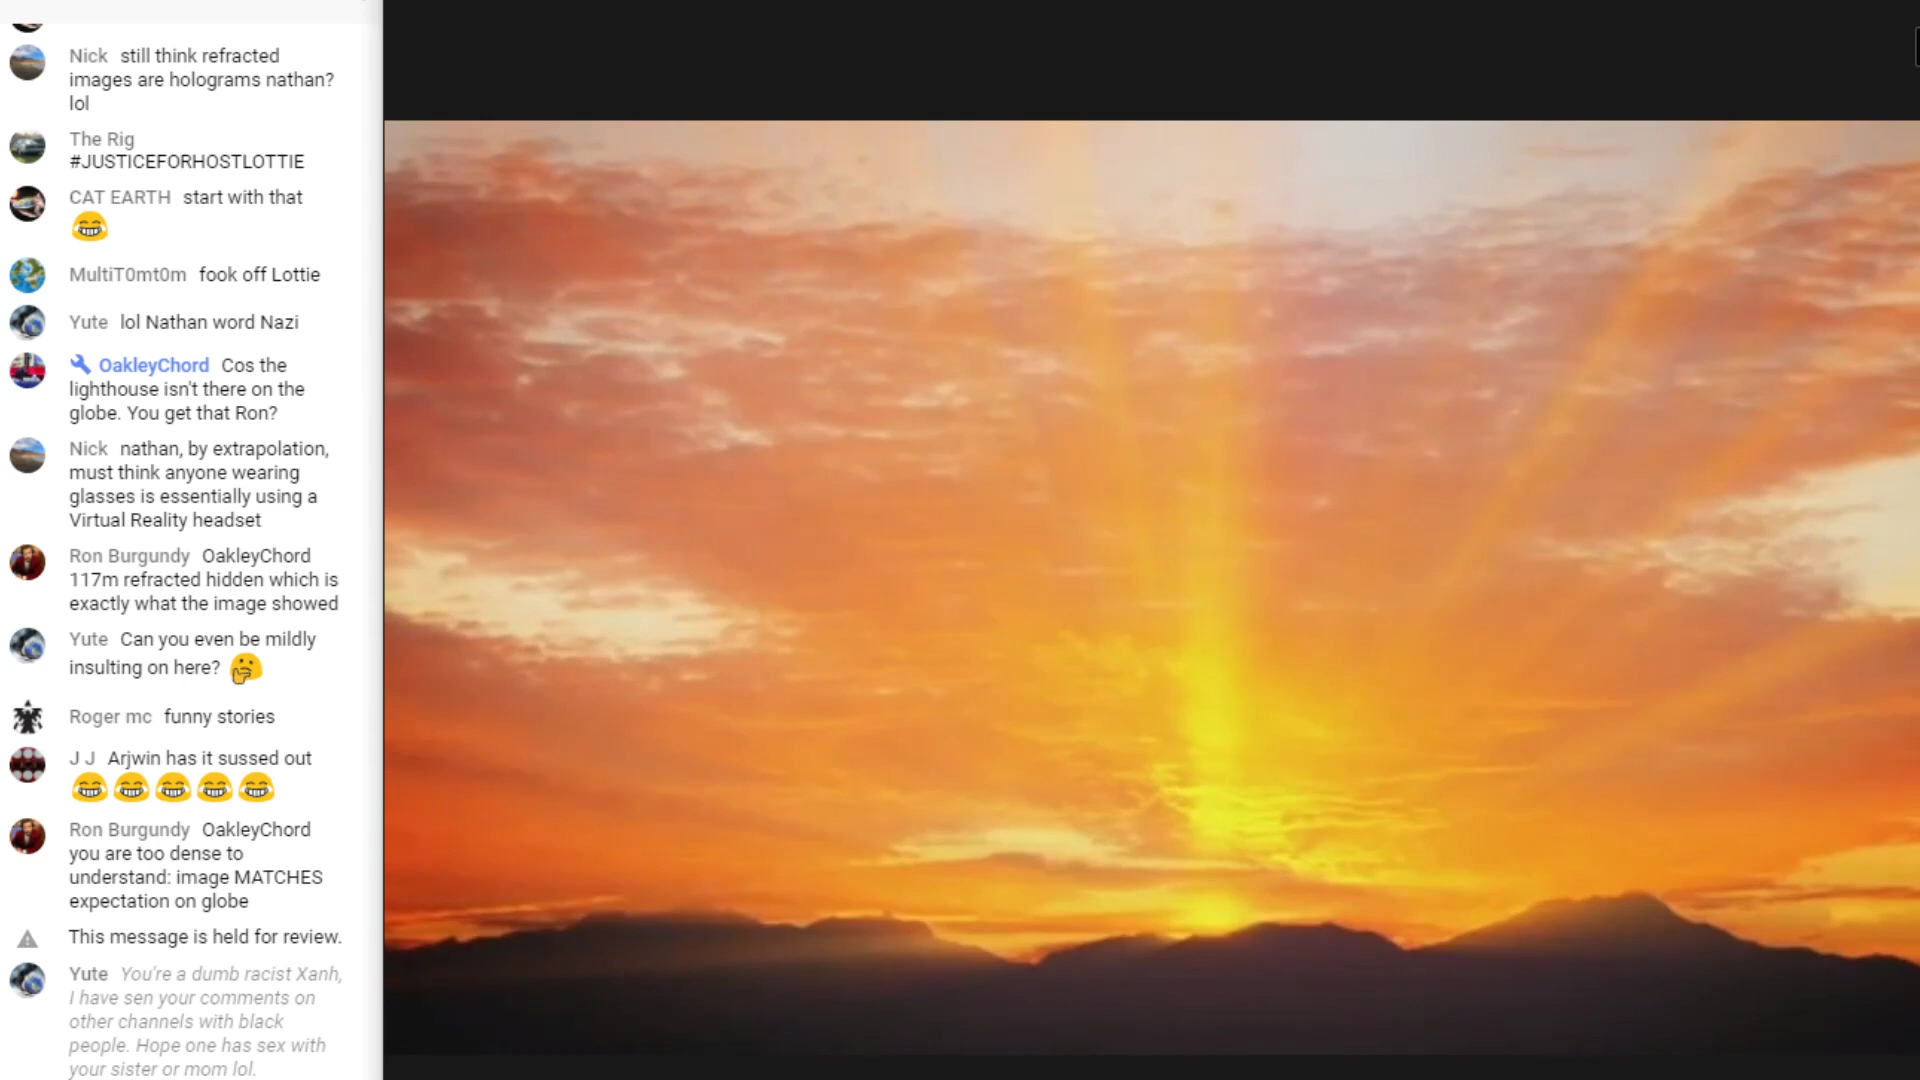 Nick still think refracted
images are holograms nathan?
lol
The Rig
#JUSTICEFORHOSTLOTTIE
CAT EARTH start with that
MultiT0mt0m fook off Lottie
Yute lol Nathan word Nazi
OakleyChord Cos the
lighthouse isn't there on the
globe. You get that Ron?
Nick nathan, by extrapolation,
must think anyone wearing
glasses is essentially using a
Virtual Reality headset
Ron Burgundy OakleyChord
117m refracted hidden which is
exactly what the image showed
Yute Can you even be mildly
insulting on here?
Roger mc funny stories
J J Arjwin has it sussed out
Ron Burgundy OakleyChord
you are too dense to
understand: image MATCHES
expectation on globe
This message is held for review.
Yute You're a dumb racist Xanh,
I have sen your comments on
other channels with black
people. Hope one has sex with
your sister or mom lol.